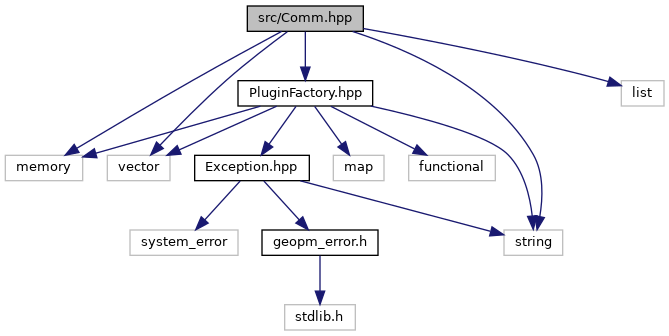 src/Comm.hpp
PluginFactory.hpp
list
memory
vector
Exception.hpp
map
functional
system_error
geopm_error.h
string
stdlib.h